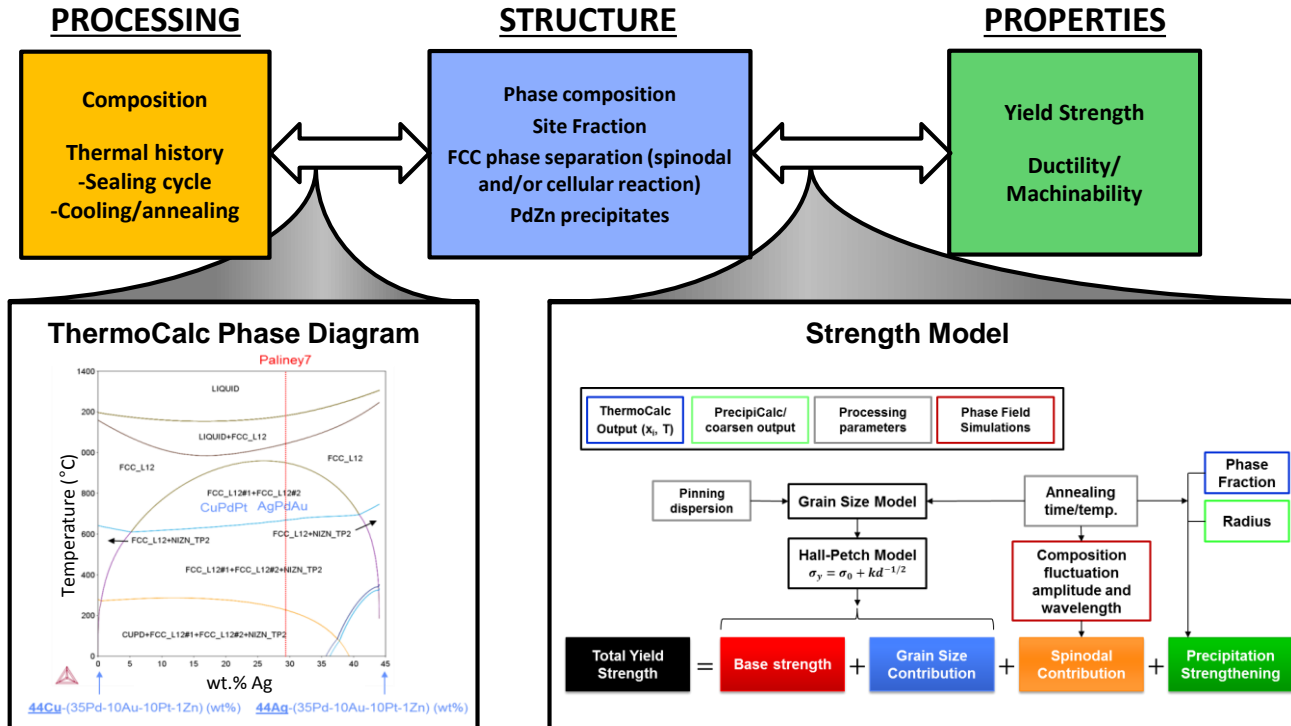 PROCESSING
STRUCTURE
PROPERTIES
Composition
Thermal history
-Sealing cycle
-Cooling/annealing
Phase composition
Site Fraction
FCC phase separation (spinodal
and/or cellular reaction)
PdZn precipitates
Yield Strength
Ductility/
Machinability
ThermoCalc Phase Diagram
Paliney7
1400
200
000
800
600
400
200
0
Temperature (°C)
LIQUID
LIQUID+FCC_L12
FCC_L12
FCC_L12
FCC_L12#1+FCC_L12#2
CuPdPt AgPdAu
FCC_L12+NIZN_TP2
FCC_L12+NIZN_TP2
FCC_L12#1+FCC_L12#2+NIZN_TP2
CUPD+FCC_L12#1+FCC_L12#2+NIZN_TP2
0 5 10 15 20 25 30 35 40 45
wt.% Ag
44Cu-(35Pd-10Au-10Pt-1Zn) (wt%)
44Ag-(35Pd-10Au-10Pt-1Zn) (wt%)
Strength Model
ThermoCalc
Output (xᵢ, T)
PrecipiCalc/
coarsen output
Processing
parameters
Phase Field
Simulations
Pinning
dispersion
Grain Size Model
Annealing
time/temp.
Phase
Fraction
Radius
Hall-Petch Model
σ_y = σ_0 + kd^{-1/2}
Composition
fluctuation
amplitude and
wavelength
Total Yield
Strength
=
Base strength
+
Grain Size
Contribution
+
Spinodal
Contribution
+
Precipitation
Strengthening